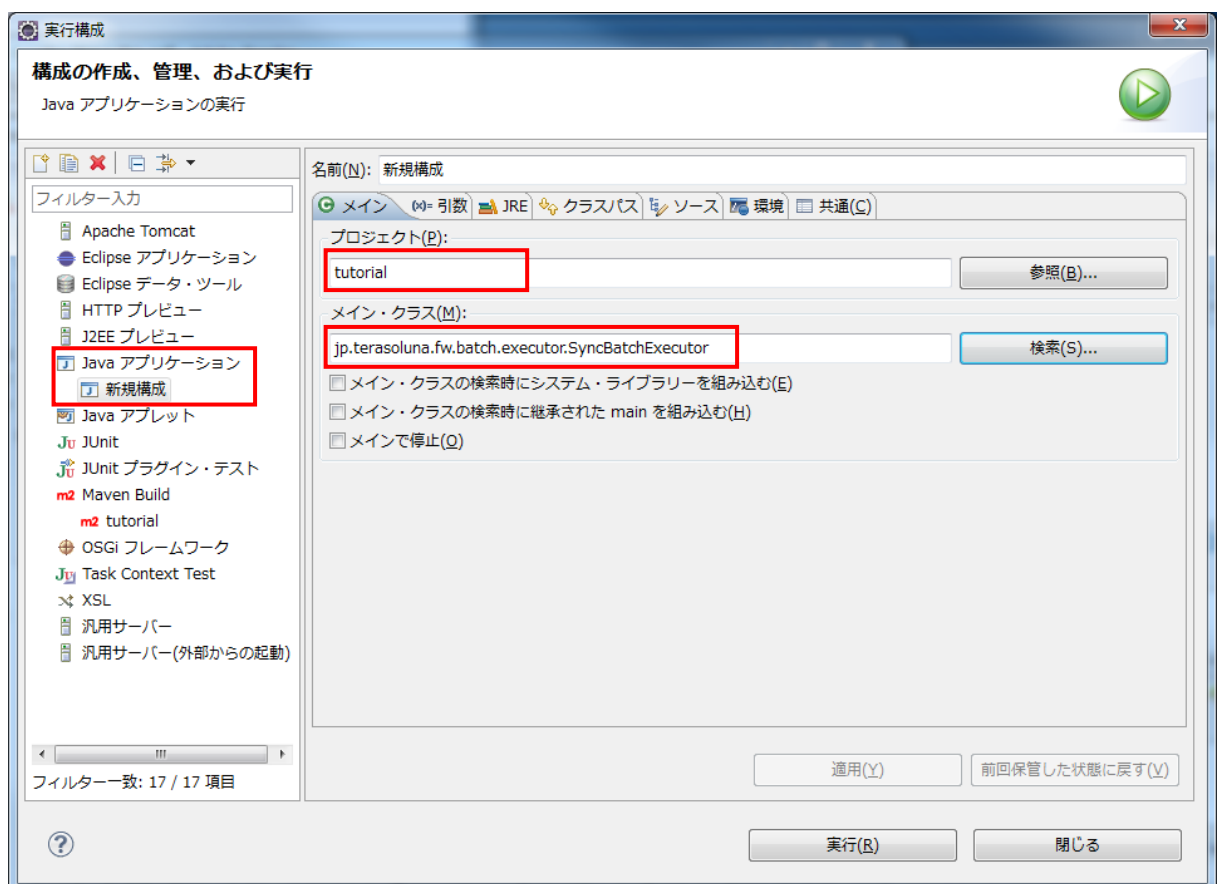 実行構成
構成の作成、管理、および実行
Java アプリケーションの実行
フィルター入力
Apache Tomcat
Eclipse アプリケーション
Eclipse データ・ツール
HTTP プレビュー
J2EE プレビュー
Java アプリケーション
新規構成
Java アプレット
JUnit
JUnit プラグイン・テスト
m2 Maven Build
m2 tutorial
OSGi フレームワーク
Task Context Test
XSL
汎用サーバー
汎用サーバー(外部からの起動)
フィルター一致: 17 / 17 項目
名前(N): 新規構成
メイン (x)= 引数 JRE クラスパス ソース 環境 共通(C)
プロジェクト(P):
tutorial 参照(B)...
メイン・クラス(M):
jp.terasoluna.fw.batch.executor.SyncBatchExecutor 検索(S)...
メイン・クラスの検索時にシステム・ライブラリーを組み込む(E)
メイン・クラスの検索時に継承された main を組み込む(H)
メインで停止(O)
適用(Y) 前回保管した状態に戻す(V)
実行(R) 閉じる